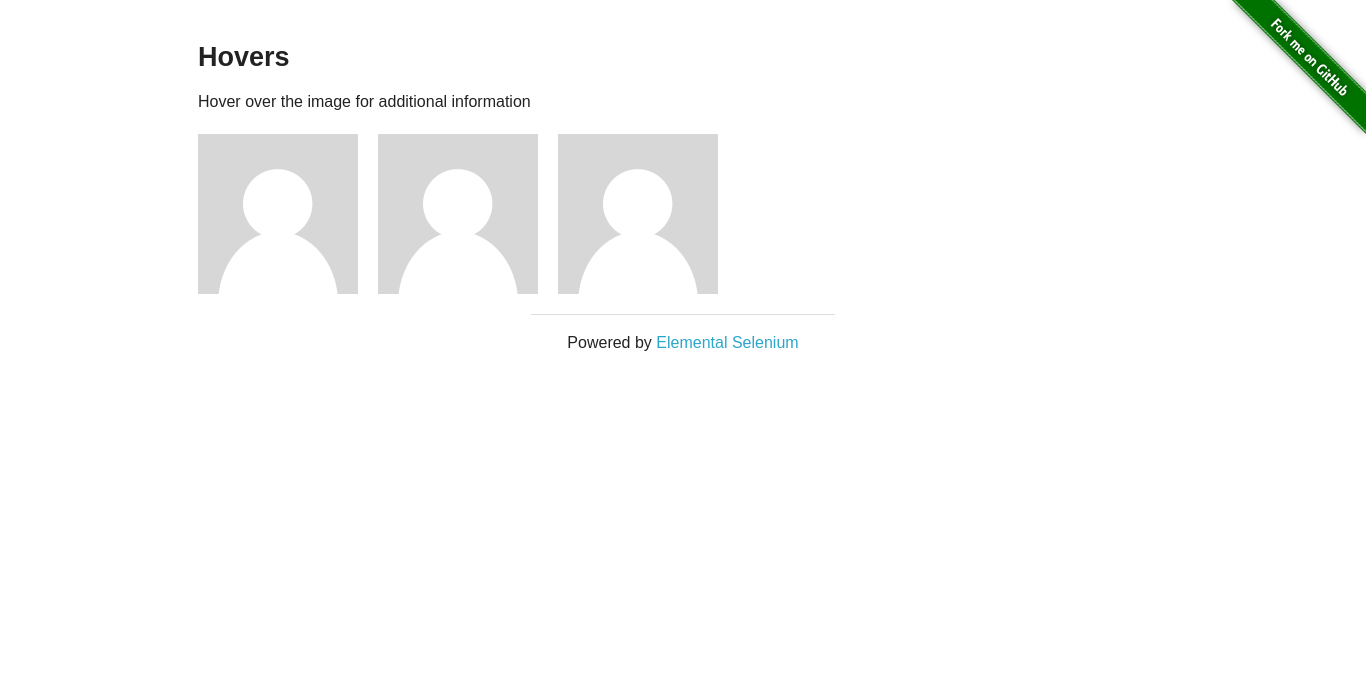 Fork me on GitHub
Hovers
Hover over the image for additional information
Powered by Elemental Selenium